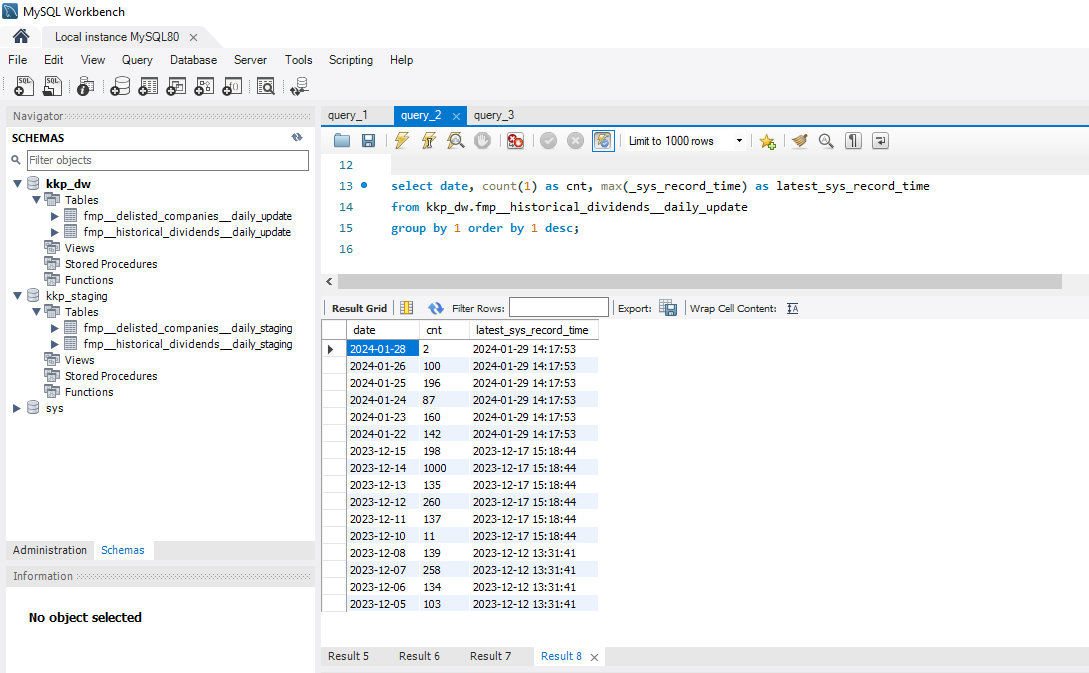 MySQL Workbench
Local instance MySQL80
File Edit View Query Database Server Tools Scripting Help
SQL SQL
Navigator
SCHEMAS
Filter objects
kkp_dw
Tables
fmp__delisted_companies__daily_update
fmp__historical_dividends__daily_update
Views
Stored Procedures
Functions
kkp_staging
Tables
fmp__delisted_companies__daily_staging
fmp__historical_dividends__daily_staging
Views
Stored Procedures
Functions
sys
Administration Schemas
Information
No object selected
query_1 query_2 query_3
Limit to 1000 rows
12
13 select date, count(1) as cnt, max(_sys_record_time) as latest_sys_record_time
14 from kkp_dw.fmp__historical_dividends__daily_update
15 group by 1 order by 1 desc;
16
Result Grid Filter Rows: Export: Wrap Cell Content:
date cnt latest_sys_record_time
2024-01-28 2 2024-01-29 14:17:53
2024-01-26 100 2024-01-29 14:17:53
2024-01-25 196 2024-01-29 14:17:53
2024-01-24 87 2024-01-29 14:17:53
2024-01-23 160 2024-01-29 14:17:53
2024-01-22 142 2024-01-29 14:17:53
2023-12-15 198 2023-12-17 15:18:44
2023-12-14 1000 2023-12-17 15:18:44
2023-12-13 135 2023-12-17 15:18:44
2023-12-12 260 2023-12-17 15:18:44
2023-12-11 137 2023-12-17 15:18:44
2023-12-10 11 2023-12-17 15:18:44
2023-12-08 139 2023-12-12 13:31:41
2023-12-07 258 2023-12-12 13:31:41
2023-12-06 134 2023-12-12 13:31:41
2023-12-05 103 2023-12-12 13:31:41
Result 5 Result 6 Result 7 Result 8